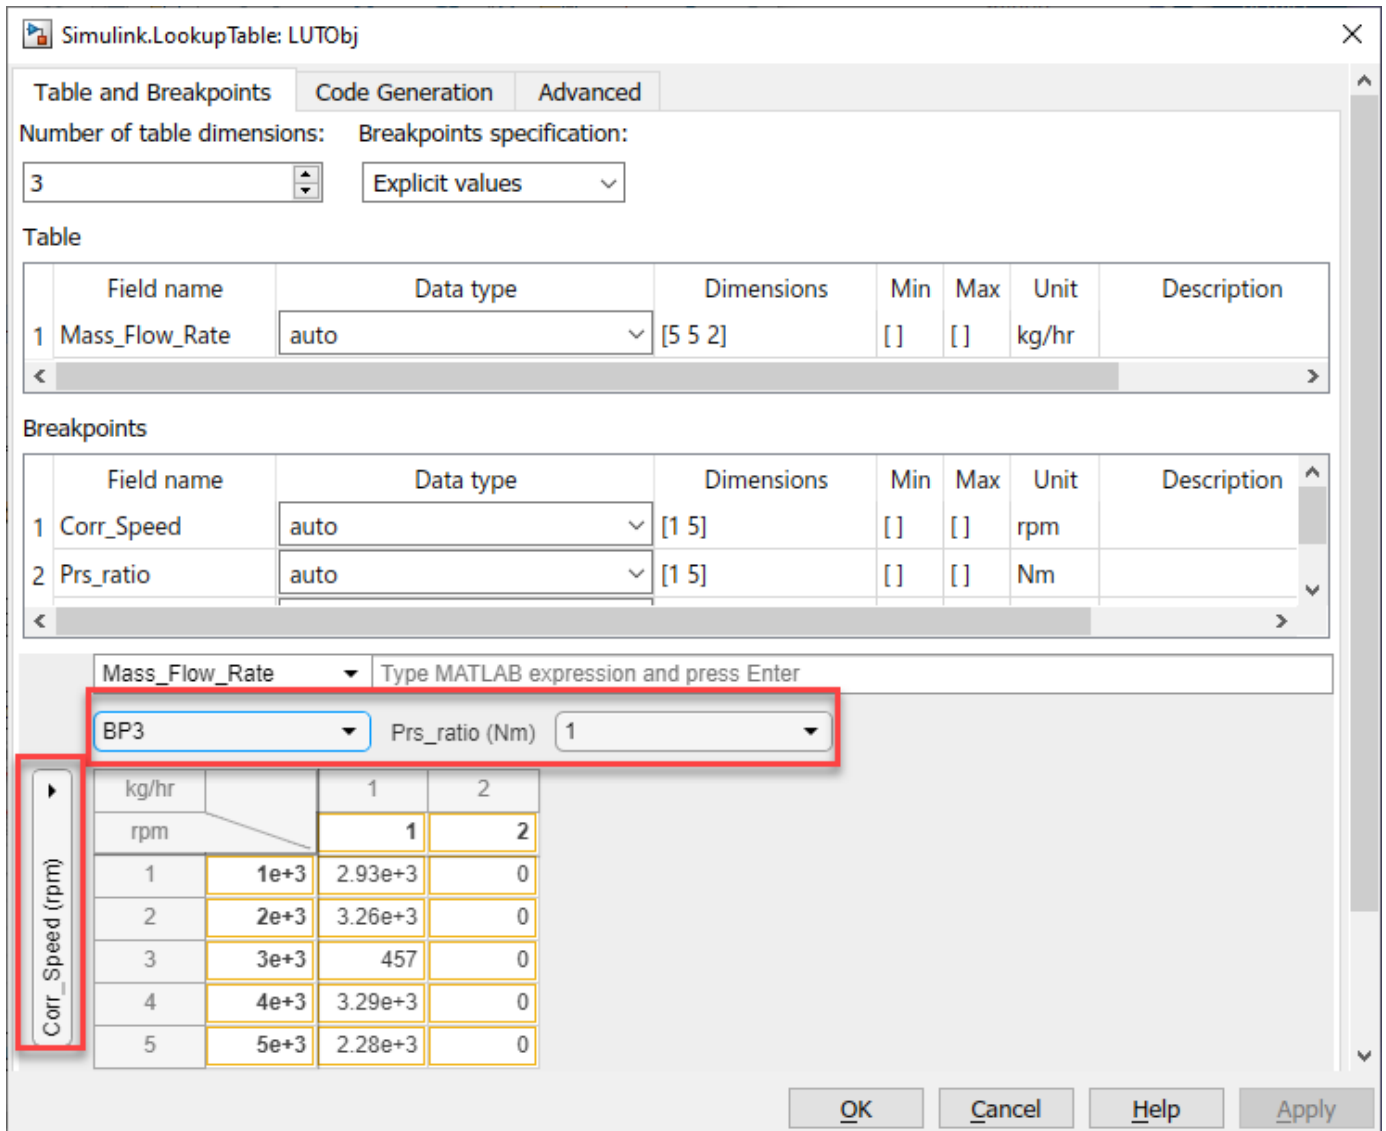 Simulink.LookupTable: LUTObj
Table and Breakpoints Code Generation Advanced
Number of table dimensions: Breakpoints specification:
3 Explicit values
Table
Field name Data type Dimensions Min Max Unit Description
1 Mass_Flow_Rate auto [5 5 2] [ ] [ ] kg/hr
Breakpoints
Field name Data type Dimensions Min Max Unit Description
1 Corr_Speed auto [1 5] [ ] [ ] rpm
2 Prs_ratio auto [1 5] [ ] [ ] Nm
Mass_Flow_Rate Type MATLAB expression and press Enter
BP3 Prs_ratio (Nm) 1
Corr_Speed (rpm)
kg/hr 1 2
rpm 1 2
1 1e+3 2.93e+3 0
2 2e+3 3.26e+3 0
3 3e+3 457 0
4 4e+3 3.29e+3 0
5 5e+3 2.28e+3 0
OK Cancel Help Apply